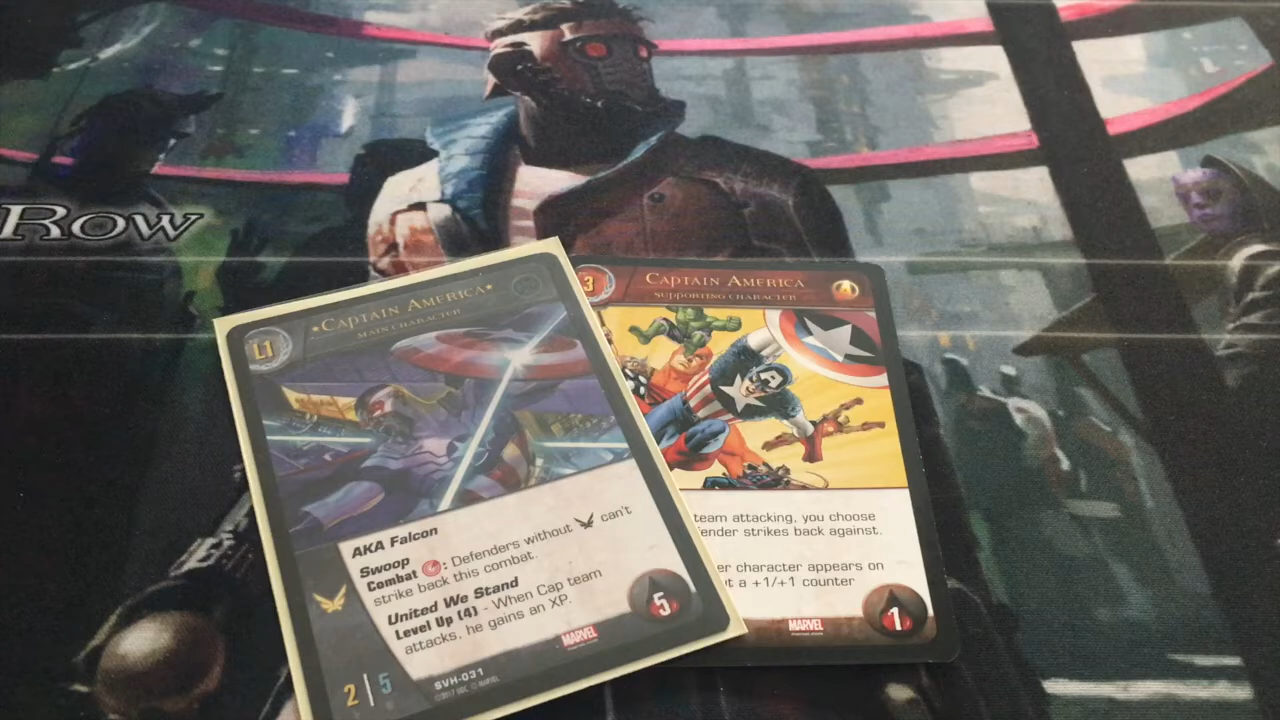 Row
★Captain America★
Main Character
L1
AKA Falcon
Swoop
Combat : Defenders without can't
strike back this combat.
United We Stand
Level Up (4) - When Cap team
attacks, he gains an XP.
5
MARVEL
2 | 5
SVH-031
3
Captain America
Supporting Character
team attacking, you choose
ender strikes back against.
er character appears on
t a +1/+1 counter
1
MARVEL